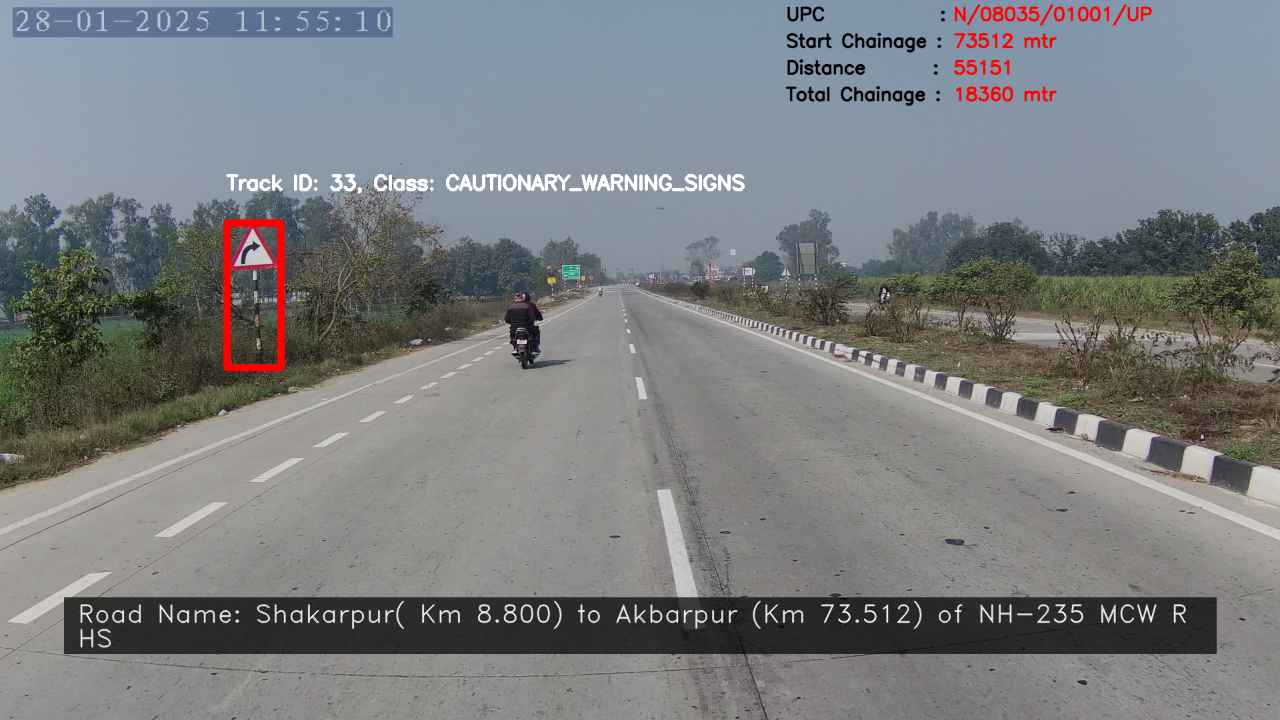 28-01-2025 11:55:10
UPC : N/08035/01001/UP
Start Chainage : 73512 mtr
Distance : 55151
Total Chainage : 18360 mtr
Track ID: 33, Class: CAUTIONARY_WARNING_SIGNS
Road Name: Shakarpur( Km 8.800) to Akbarpur (Km 73.512) of NH-235 MCW R
HS